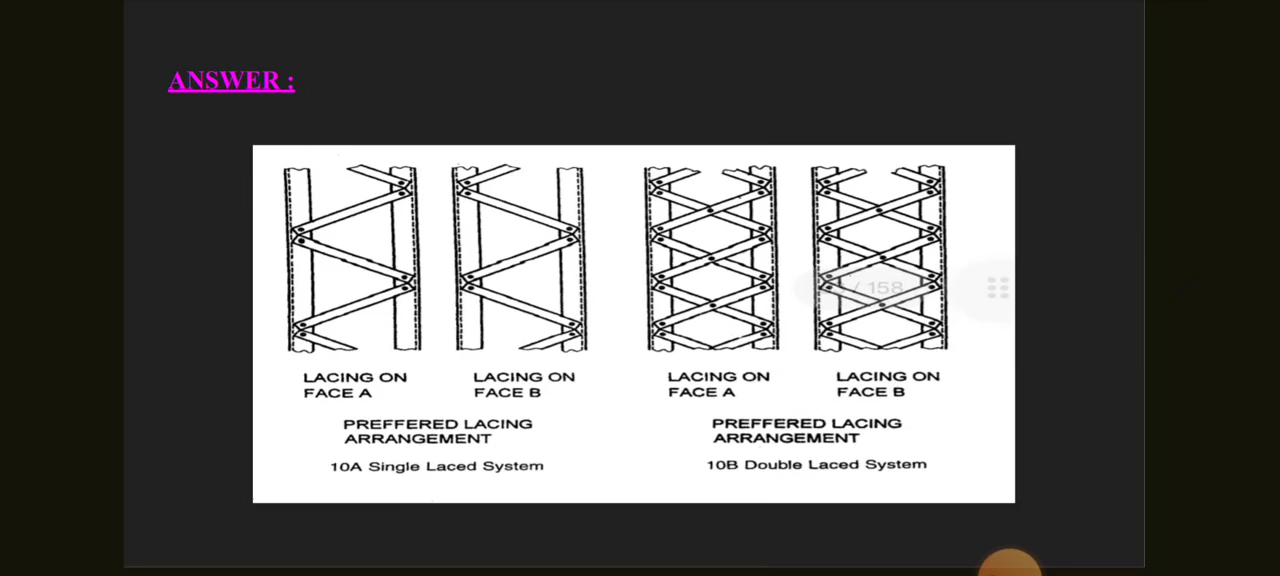 ANSWER :
/ 158
LACING ON
FACE A
LACING ON
FACE B
PREFFERED LACING
ARRANGEMENT
10A Single Laced System
LACING ON
FACE A
LACING ON
FACE B
PREFFERED LACING
ARRANGEMENT
10B Double Laced System